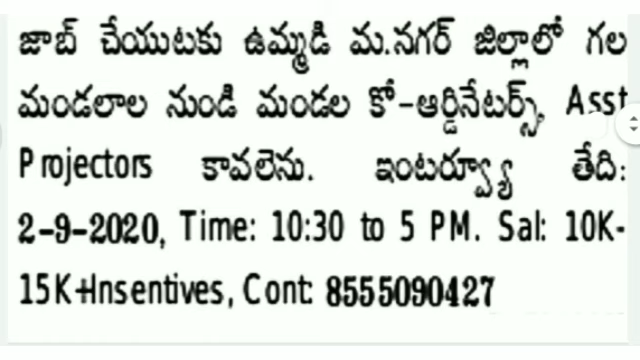 జాబ్ చేయుటకు ఉమ్మడి మ.నగర్ జిల్లాలో గల
మండలాల నుండి మండల కో-ఆర్డినేటర్స్, Asst
Projectors కావలెను. ఇంటర్వ్యూ తేది:
2-9-2020, Time: 10:30 to 5 PM. Sal: 10K-
15K+Insentives, Cont: 8555090427